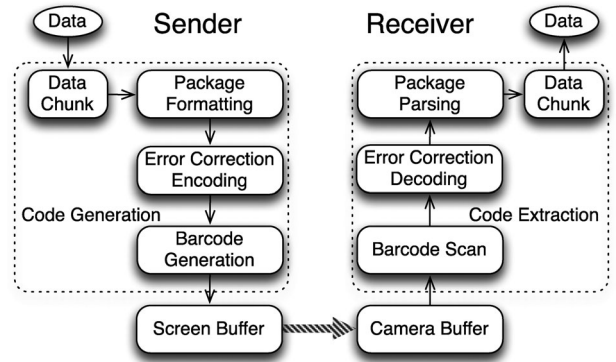 Data
Sender
Receiver
Data
Data
Chunk
Package
Formatting
Package
Parsing
Data
Chunk
Error Correction
Encoding
Error Correction
Decoding
Code Generation
Code Extraction
Barcode
Generation
Barcode Scan
Screen Buffer
Camera Buffer